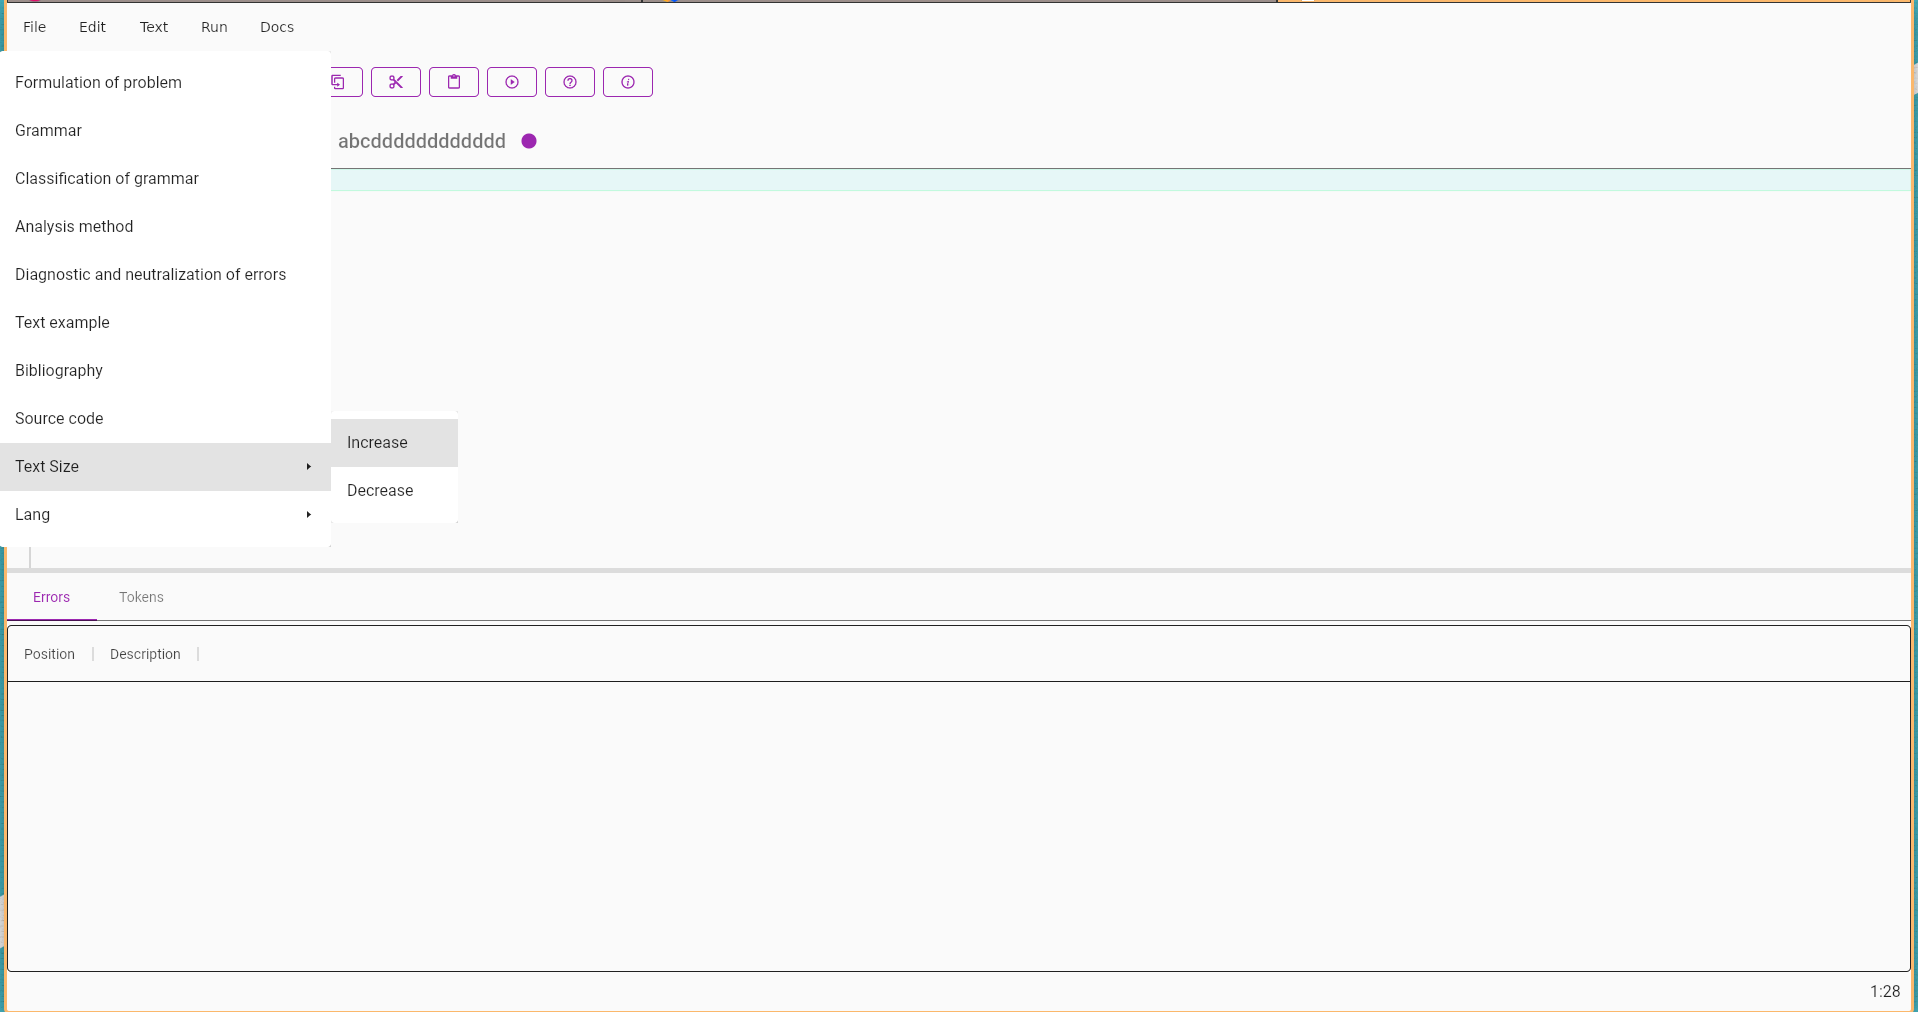 File Edit Text Run Docs
Formulation of problem
Grammar
abcddddddddddddd
Classification of grammar
Analysis method
Diagnostic and neutralization of errors
Text example
Bibliography
Source code
Increase
Text Size
Decrease
Lang
Errors Tokens
Position Description
1:28